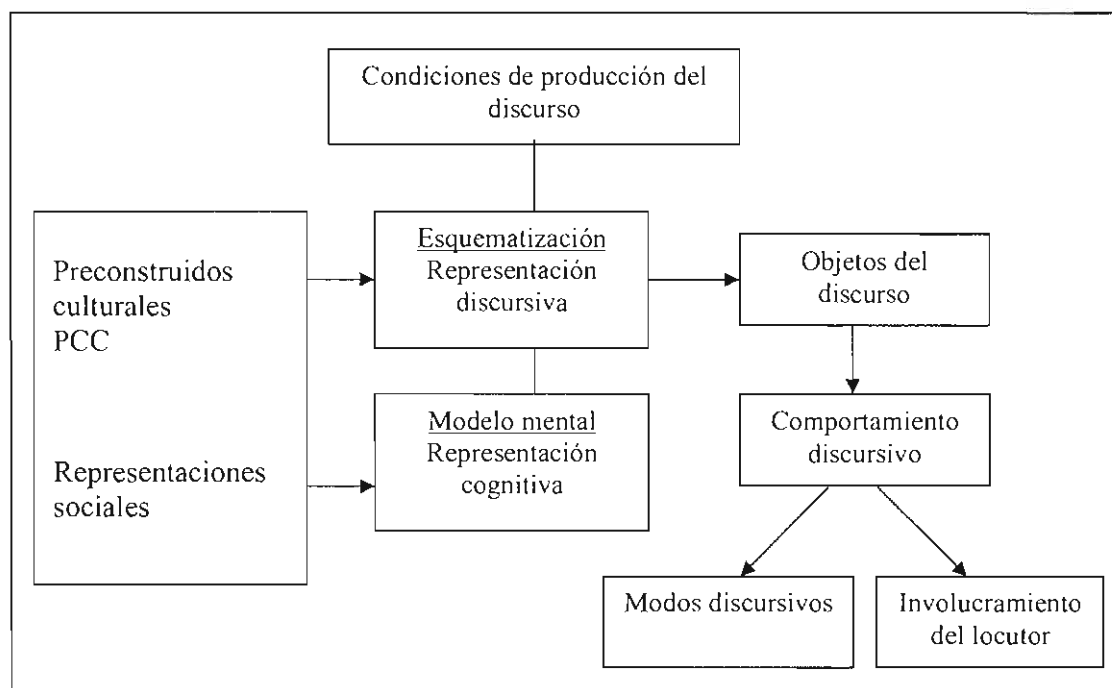 Condiciones de producción del
discurso
Preconstruidos
culturales
PCC
Representaciones
sociales
Esquematización
Representación
discursiva
Modelo mental
Representación
cognitiva
Objetos del
discurso
Comportamiento
discursivo
Modos discursivos
Involucramiento
del locutor